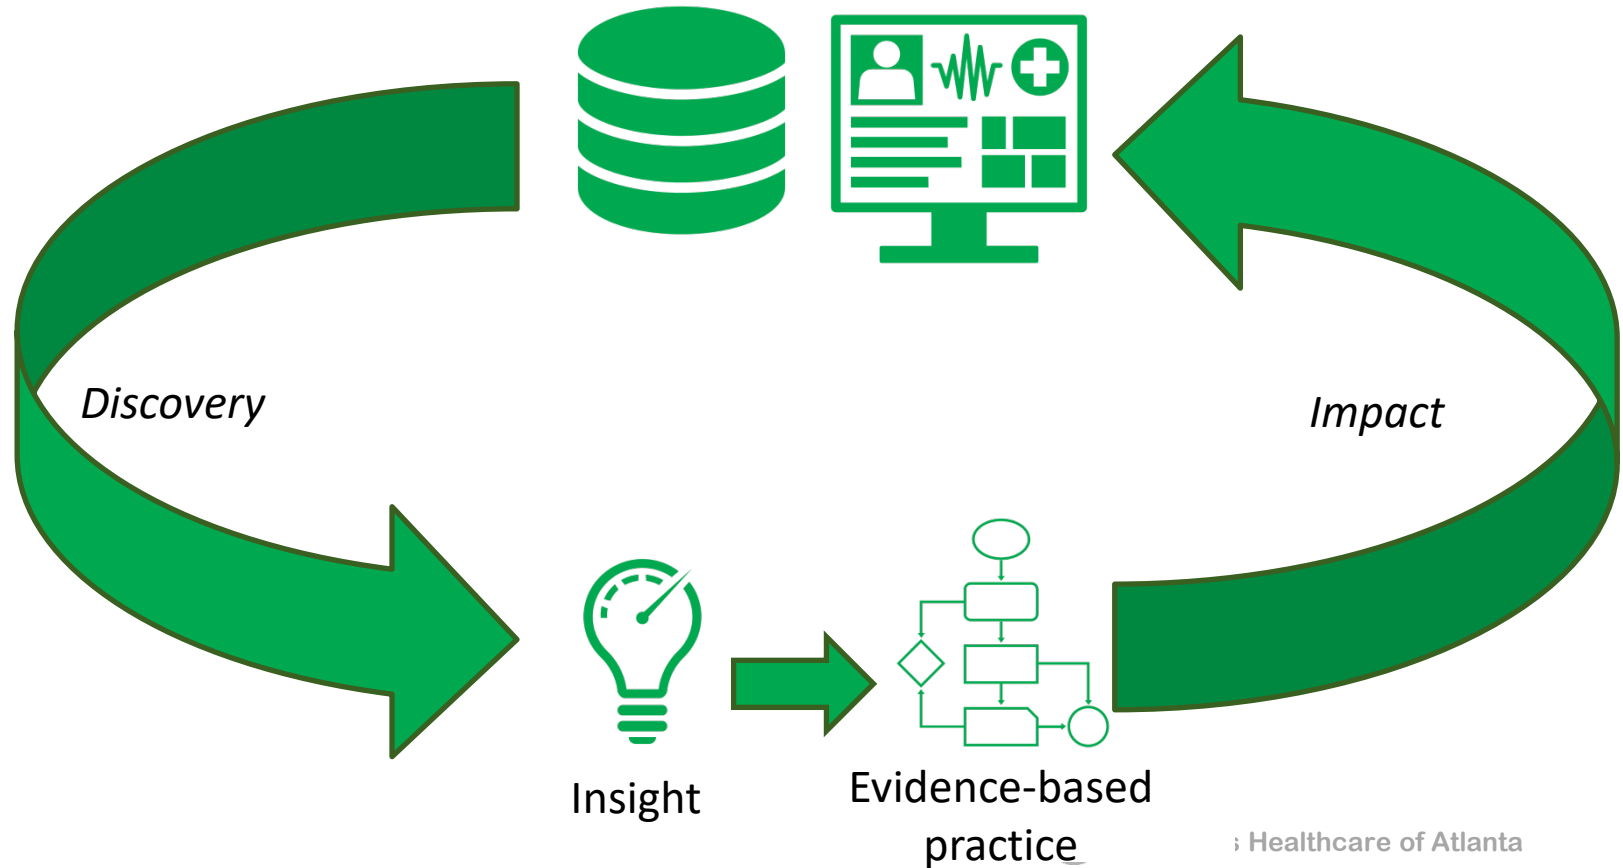 Discovery
Impact
Insight
Evidence-based
practice
Healthcare of Atlanta